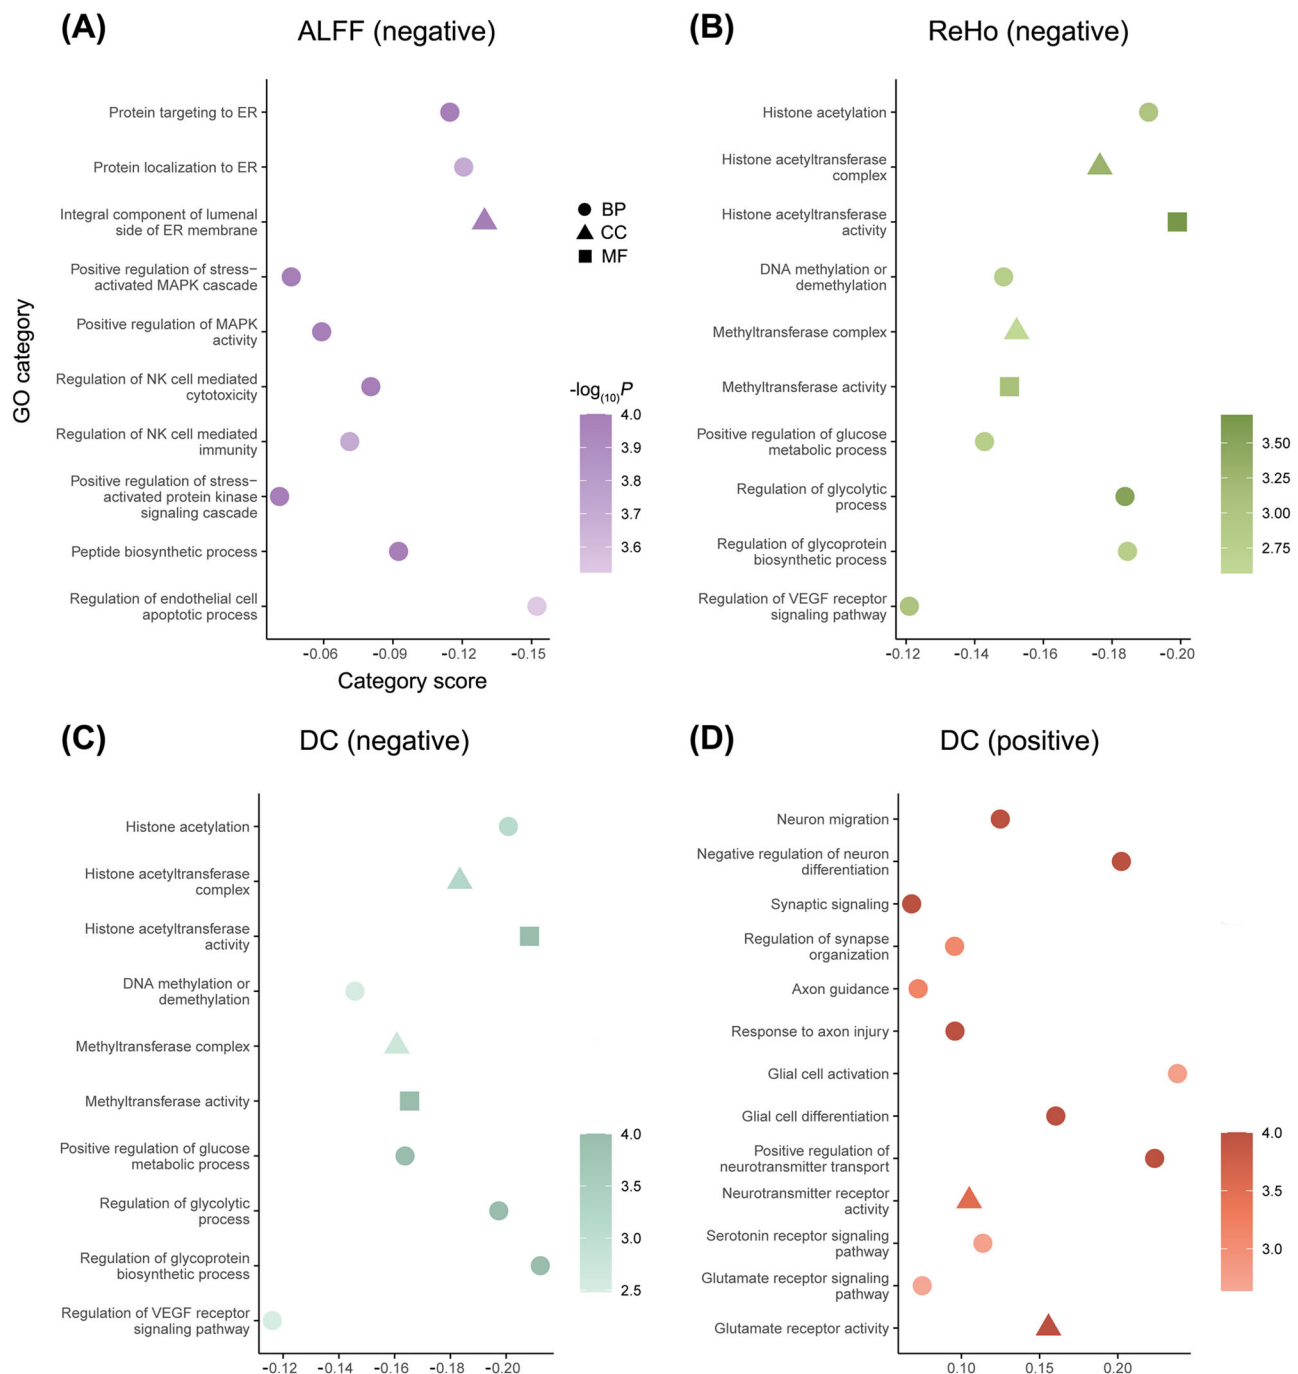 (A)
ALFF (negative)
GO category
Protein targeting to ER
Protein localization to ER
Integral component of lumenal
side of ER membrane
Positive regulation of stress−
activated MAPK cascade
Positive regulation of MAPK
activity
Regulation of NK cell mediated
cytotoxicity
Regulation of NK cell mediated
immunity
Positive regulation of stress−
activated protein kinase
signaling cascade
Peptide biosynthetic process
Regulation of endothelial cell
apoptotic process
-0.06 -0.09 -0.12 -0.15
Category score
BP
CC
MF
-log(10)P
4.0
3.9
3.8
3.7
3.6
(B)
ReHo (negative)
Histone acetylation
Histone acetyltransferase
complex
Histone acetyltransferase
activity
DNA methylation or
demethylation
Methyltransferase complex
Methyltransferase activity
Positive regulation of glucose
metabolic process
Regulation of glycolytic
process
Regulation of glycoprotein
biosynthetic process
Regulation of VEGF receptor
signaling pathway
-0.12 -0.14 -0.16 -0.18 -0.20
3.50
3.25
3.00
2.75
(C)
DC (negative)
Histone acetylation
Histone acetyltransferase
complex
Histone acetyltransferase
activity
DNA methylation or
demethylation
Methyltransferase complex
Methyltransferase activity
Positive regulation of glucose
metabolic process
Regulation of glycolytic
process
Regulation of glycoprotein
biosynthetic process
Regulation of VEGF receptor
signaling pathway
-0.12 -0.14 -0.16 -0.18 -0.20
4.0
3.5
3.0
2.5
(D)
DC (positive)
Neuron migration
Negative regulation of neuron
differentiation
Synaptic signaling
Regulation of synapse
organization
Axon guidance
Response to axon injury
Glial cell activation
Glial cell differentiation
Positive regulation of
neurotransmitter transport
Neurotransmitter receptor
activity
Serotonin receptor signaling
pathway
Glutamate receptor signaling
pathway
Glutamate receptor activity
0.10 0.15 0.20
4.0
3.5
3.0